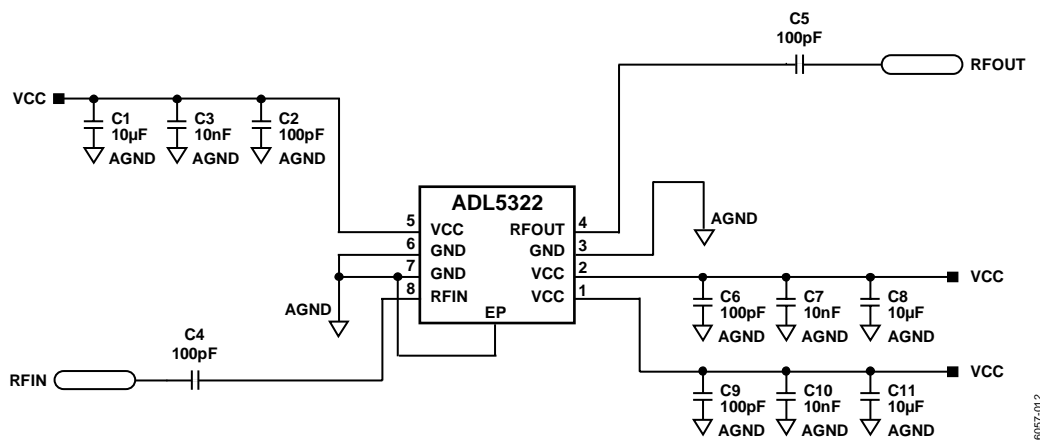 C5
100pF
RFOUT
VCC
C1
10µF
AGND
C3
10nF
AGND
C2
100pF
AGND
ADL5322
5
VCC
RFOUT
4
6
GND
GND
3
7
GND
VCC
2
8
RFIN
VCC
1
EP
AGND
AGND
VCC
C6
100pF
AGND
C7
10nF
AGND
C8
10µF
AGND
C4
100pF
RFIN
VCC
C9
100pF
AGND
C10
10nF
AGND
C11
10µF
AGND
6057-012